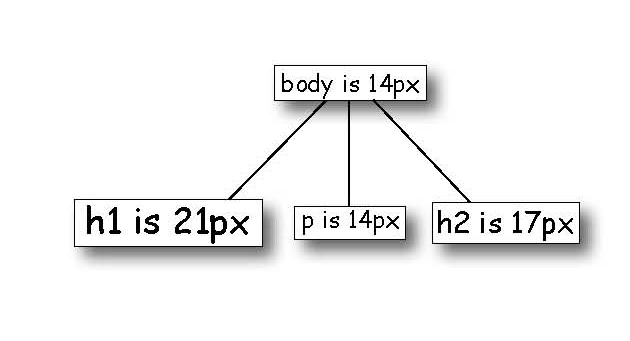 body is 14px
h1 is 21px
p is 14px
h2 is 17px